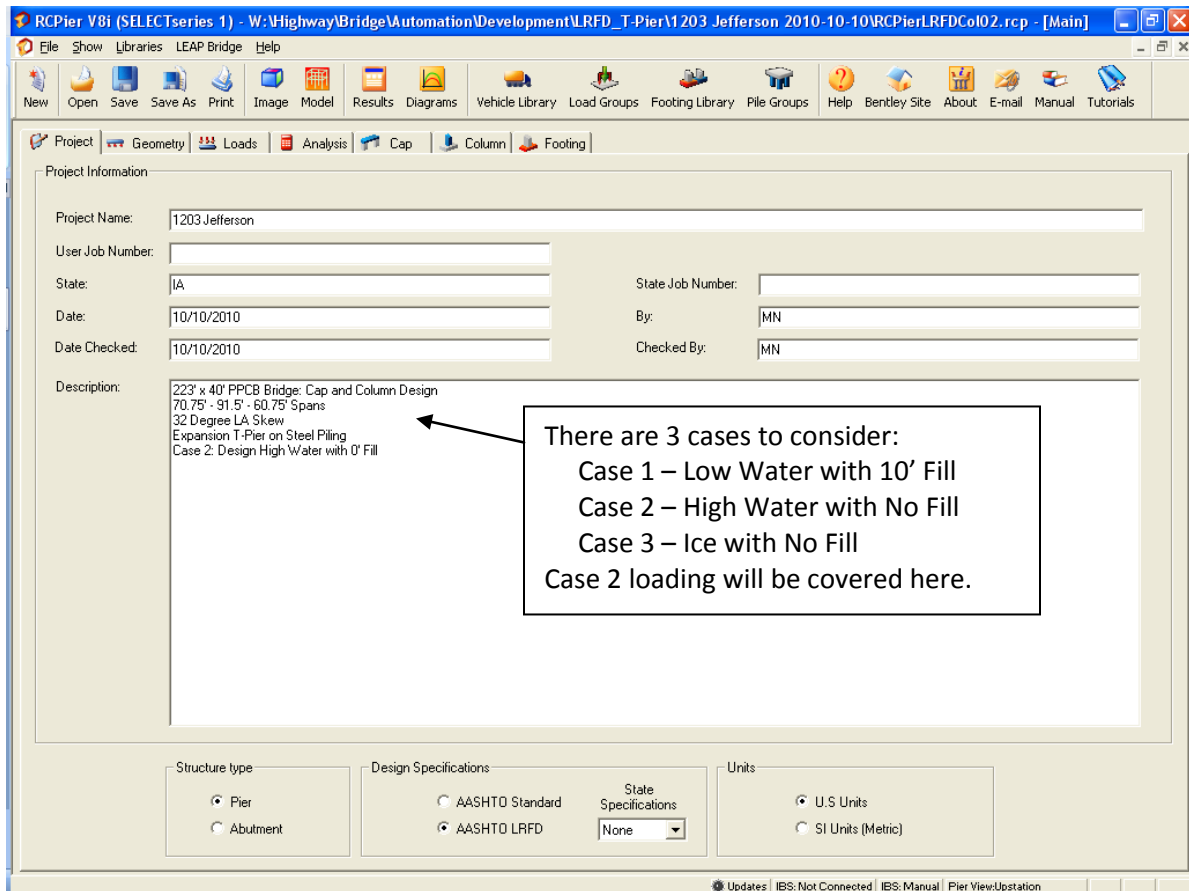 RCPier V8i (SELECTseries 1) - W:\Highway\Bridge\Automation\Development\LRFD_T-Pier\1203 Jefferson 2010-10-10\RCPierLRFDCol02.rcp - [Main]
File Show Libraries LEAP Bridge Help
New Open Save Save As Print Image Model Results Diagrams Vehicle Library Load Groups Footing Library Pile Groups Help Bentley Site About E-mail Manual Tutorials
Project Geometry Loads Analysis Cap Column Footing
Project Information
Project Name: 1203 Jefferson
User Job Number:
State: IA State Job Number:
Date: 10/10/2010 By: MN
Date Checked: 10/10/2010 Checked By: MN
Description:
223' x 40' PPCB Bridge: Cap and Column Design
70.75' - 91.5' - 60.75' Spans
32 Degree LA Skew
Expansion T-Pier on Steel Piling
Case 2: Design High Water with 0' Fill
There are 3 cases to consider:
Case 1 – Low Water with 10’ Fill
Case 2 – High Water with No Fill
Case 3 – Ice with No Fill
Case 2 loading will be covered here.
Structure type Design Specifications Units
Pier AASHTO Standard State Specifications U.S Units
Abutment AASHTO LRFD None SI Units (Metric)
Updates IBS: Not Connected IBS: Manual Pier View:Upstation